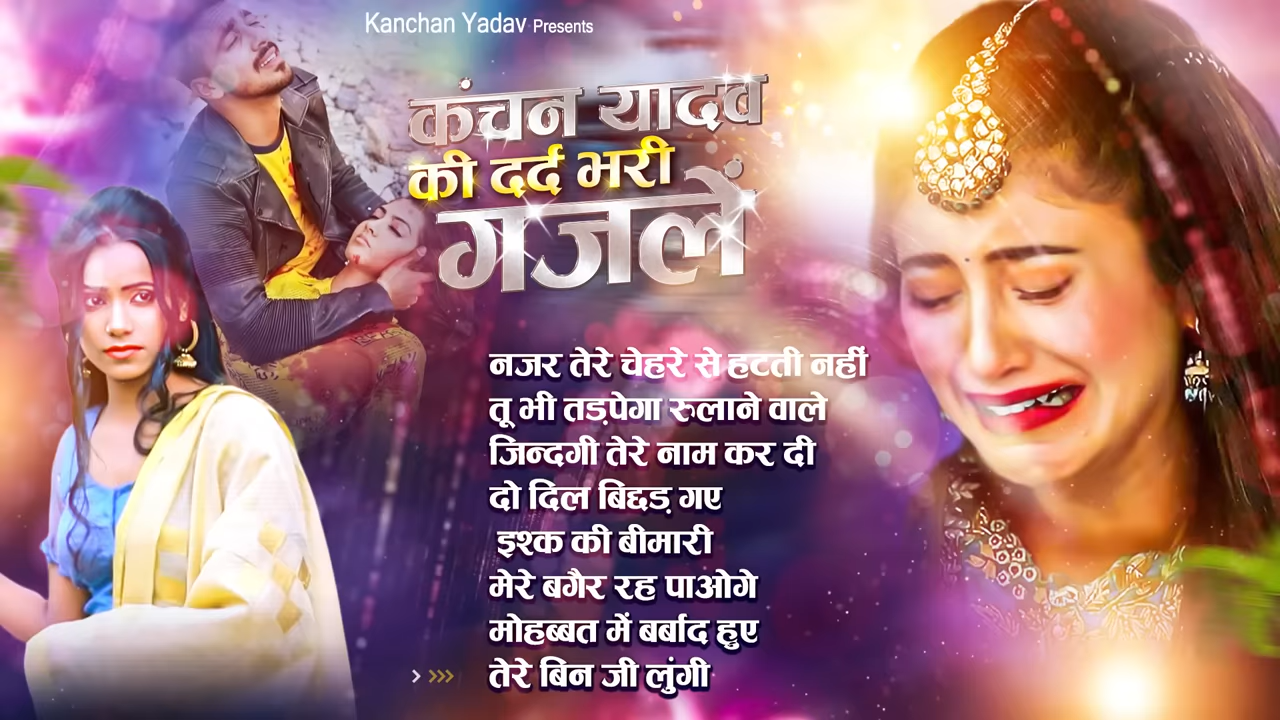 Kanchan Yadav Presents
कंचन यादव
की दर्द भरी
गजलें
नजर तेरे चेहरे से हटती नहीं
तू भी तड़पेगा रुलाने वाले
जिन्दगी तेरे नाम कर दी
दो दिल बिछड़ गए
इश्क की बीमारी
मेरे बगैर रह पाओगे
मोहब्बत में बर्बाद हुए
तेरे बिन जी लुंगी